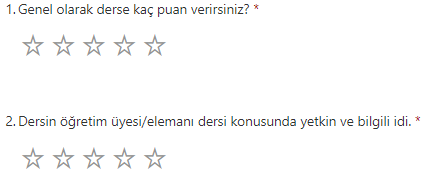 1. Genel olarak derse kaç puan verirsiniz? *
2. Dersin öğretim üyesi/elemanı dersi konusunda yetkin ve bilgili idi. *